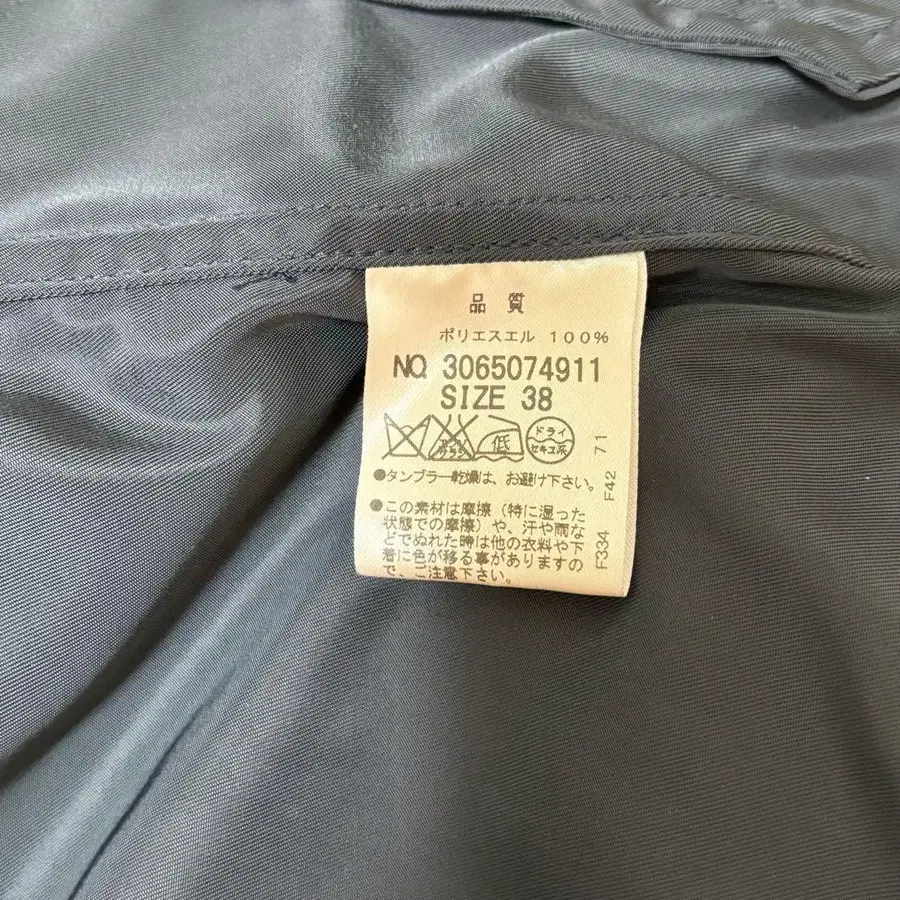 品質
ポリエスエル 100%
NO. 3065074911
SIZE 38
低
ドライ
セキユ系
●タンブラー乾燥は、お避け下さい。
●この素材は摩擦（特に湿った
状態での摩擦）や、汗や雨な
どでぬれた時は他の衣料や下
着に色が移る事がありますの
で、ご注意下さい。
F334 F42 71